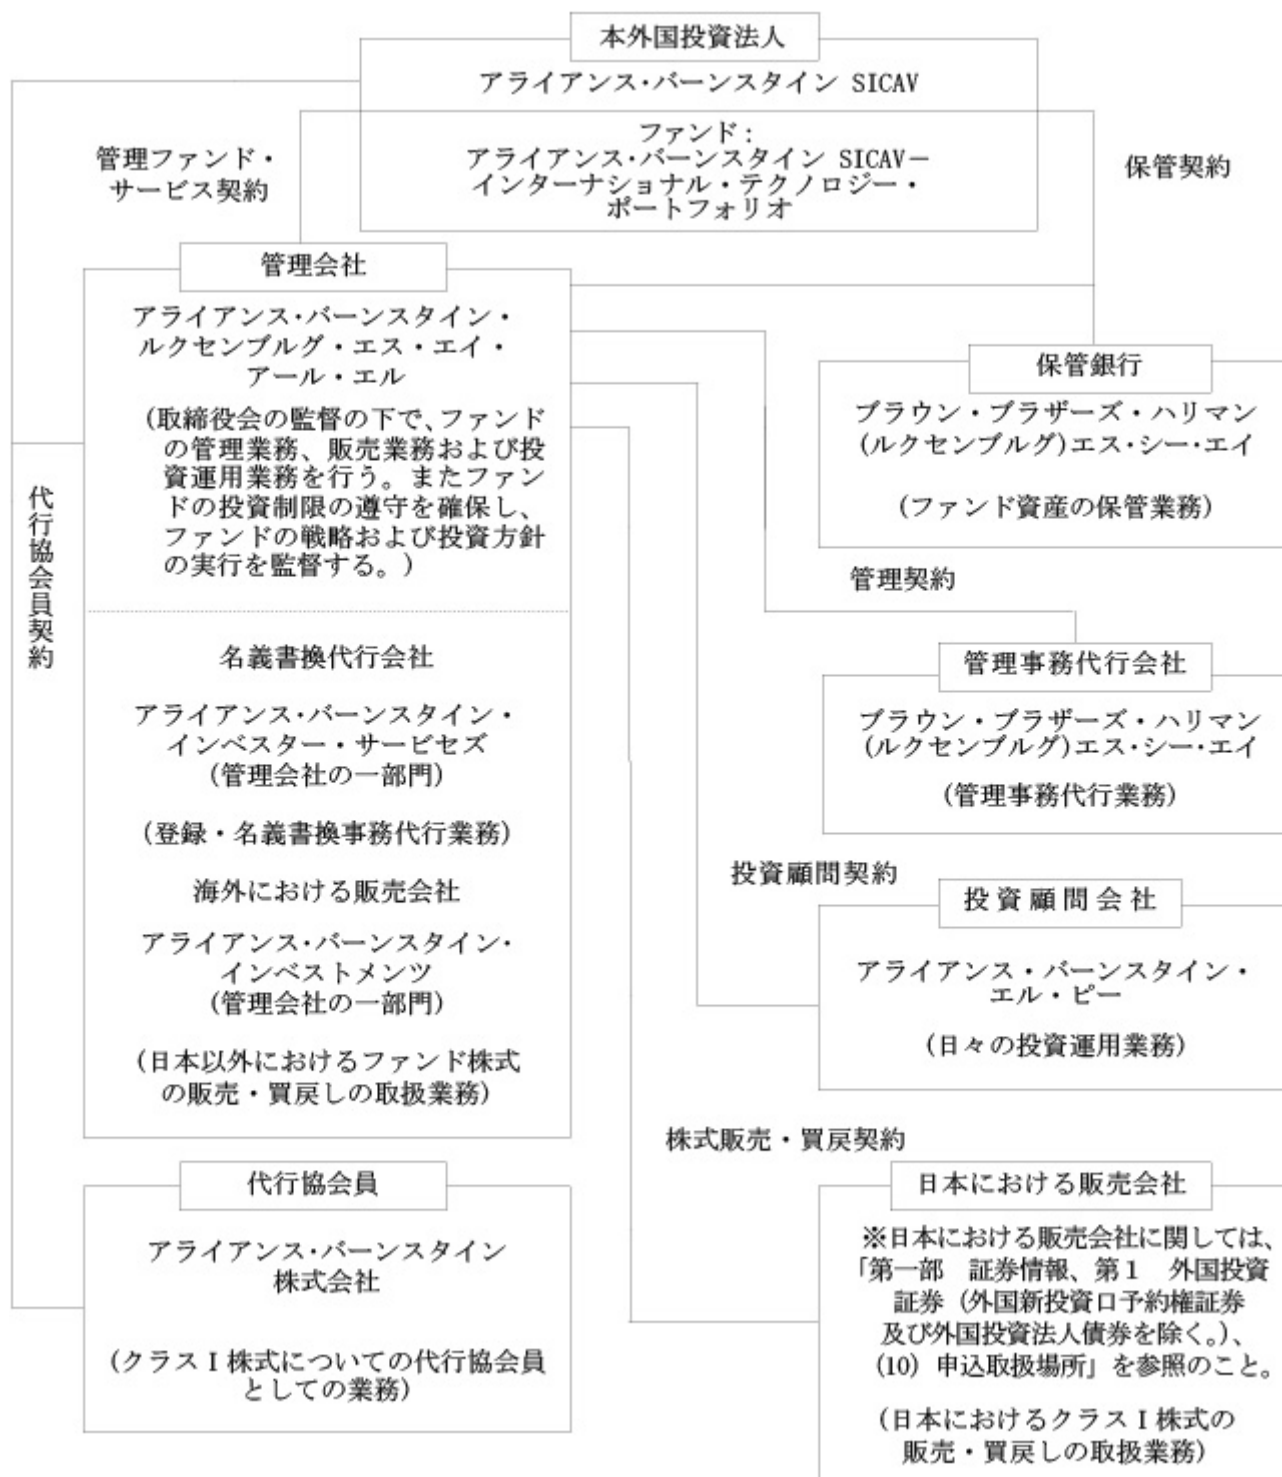 本外国投資法人
アライアンス・バーンスタイン SICAV
ファンド：
アライアンス・バーンスタイン SICAV－
インターナショナル・テクノロジー・
ポートフォリオ
管理ファンド・
サービス契約
保管契約
管理会社
アライアンス・バーンスタイン・
ルクセンブルグ・エス・エイ・
アール・エル
(取締役会の監督の下で、ファンド
の管理業務、販売業務および投
資運用業務を行う。またファン
ドの投資制限の遵守を確保し、
ファンドの戦略および投資方針
の実行を監督する。)
名義書換代行会社
アライアンス・バーンスタイン・
インベスター・サービセズ
(管理会社の一部門)
(登録・名義書換事務代行業務)
海外における販売会社
アライアンス・バーンスタイン・
インベストメンツ
(管理会社の一部門)
(日本以外におけるファンド株式
の販売・買戻しの取扱業務)
代行協会員契約
代行協会員
アライアンス・バーンスタイン
株式会社
(クラスＩ株式についての代行協会員
としての業務)
保管銀行
ブラウン・ブラザーズ・ハリマン
(ルクセンブルグ)エス・シー・エイ
(ファンド資産の保管業務)
管理契約
管理事務代行会社
ブラウン・ブラザーズ・ハリマン
(ルクセンブルグ)エス・シー・エイ
(管理事務代行業務)
投資顧問契約
投資顧問会社
アライアンス・バーンスタイン・
エル・ピー
(日々の投資運用業務)
株式販売・買戻契約
日本における販売会社
※日本における販売会社に関しては、
「第一部　証券情報、第１　外国投資
証券（外国新投資口予約権証券
及び外国投資法人債券を除く。）、
(10) 申込取扱場所」を参照のこと。
(日本におけるクラスＩ株式の
販売・買戻しの取扱業務)